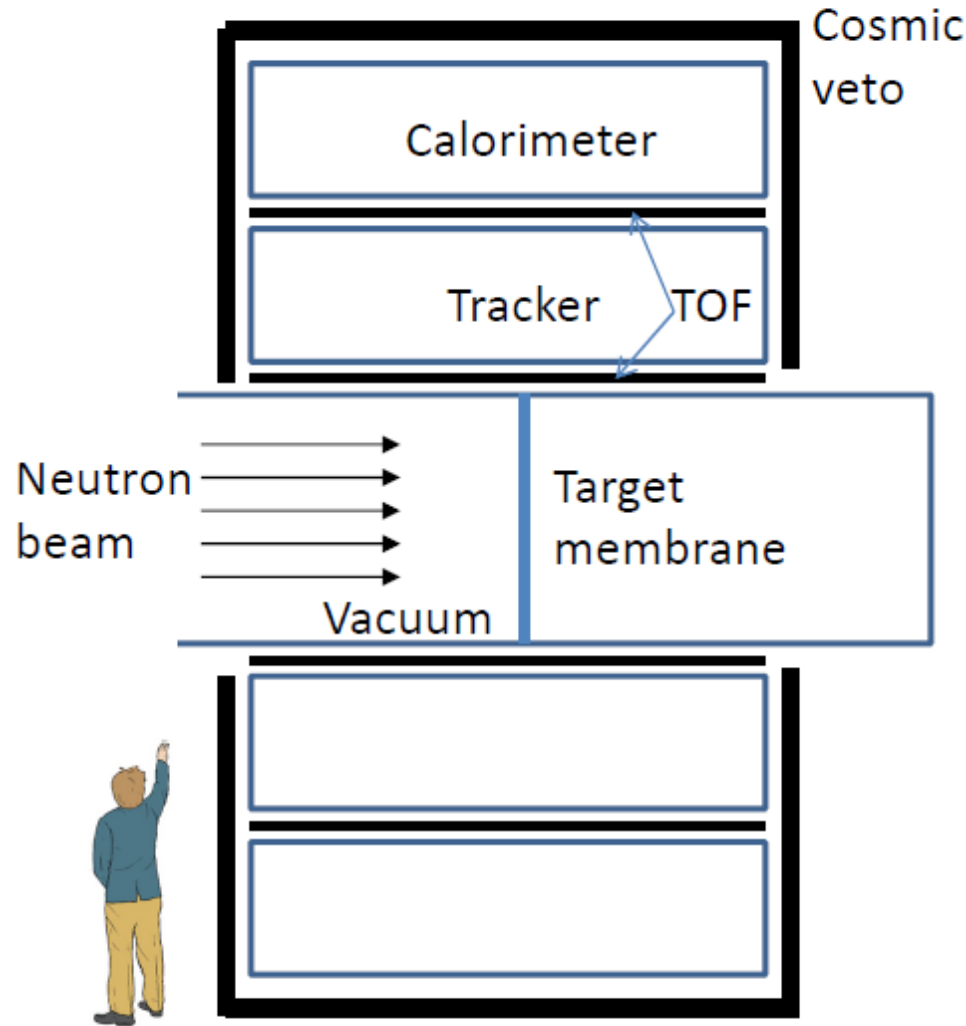 Cosmic
veto
Calorimeter
Tracker
TOF
Neutron
beam
Target
membrane
Vacuum